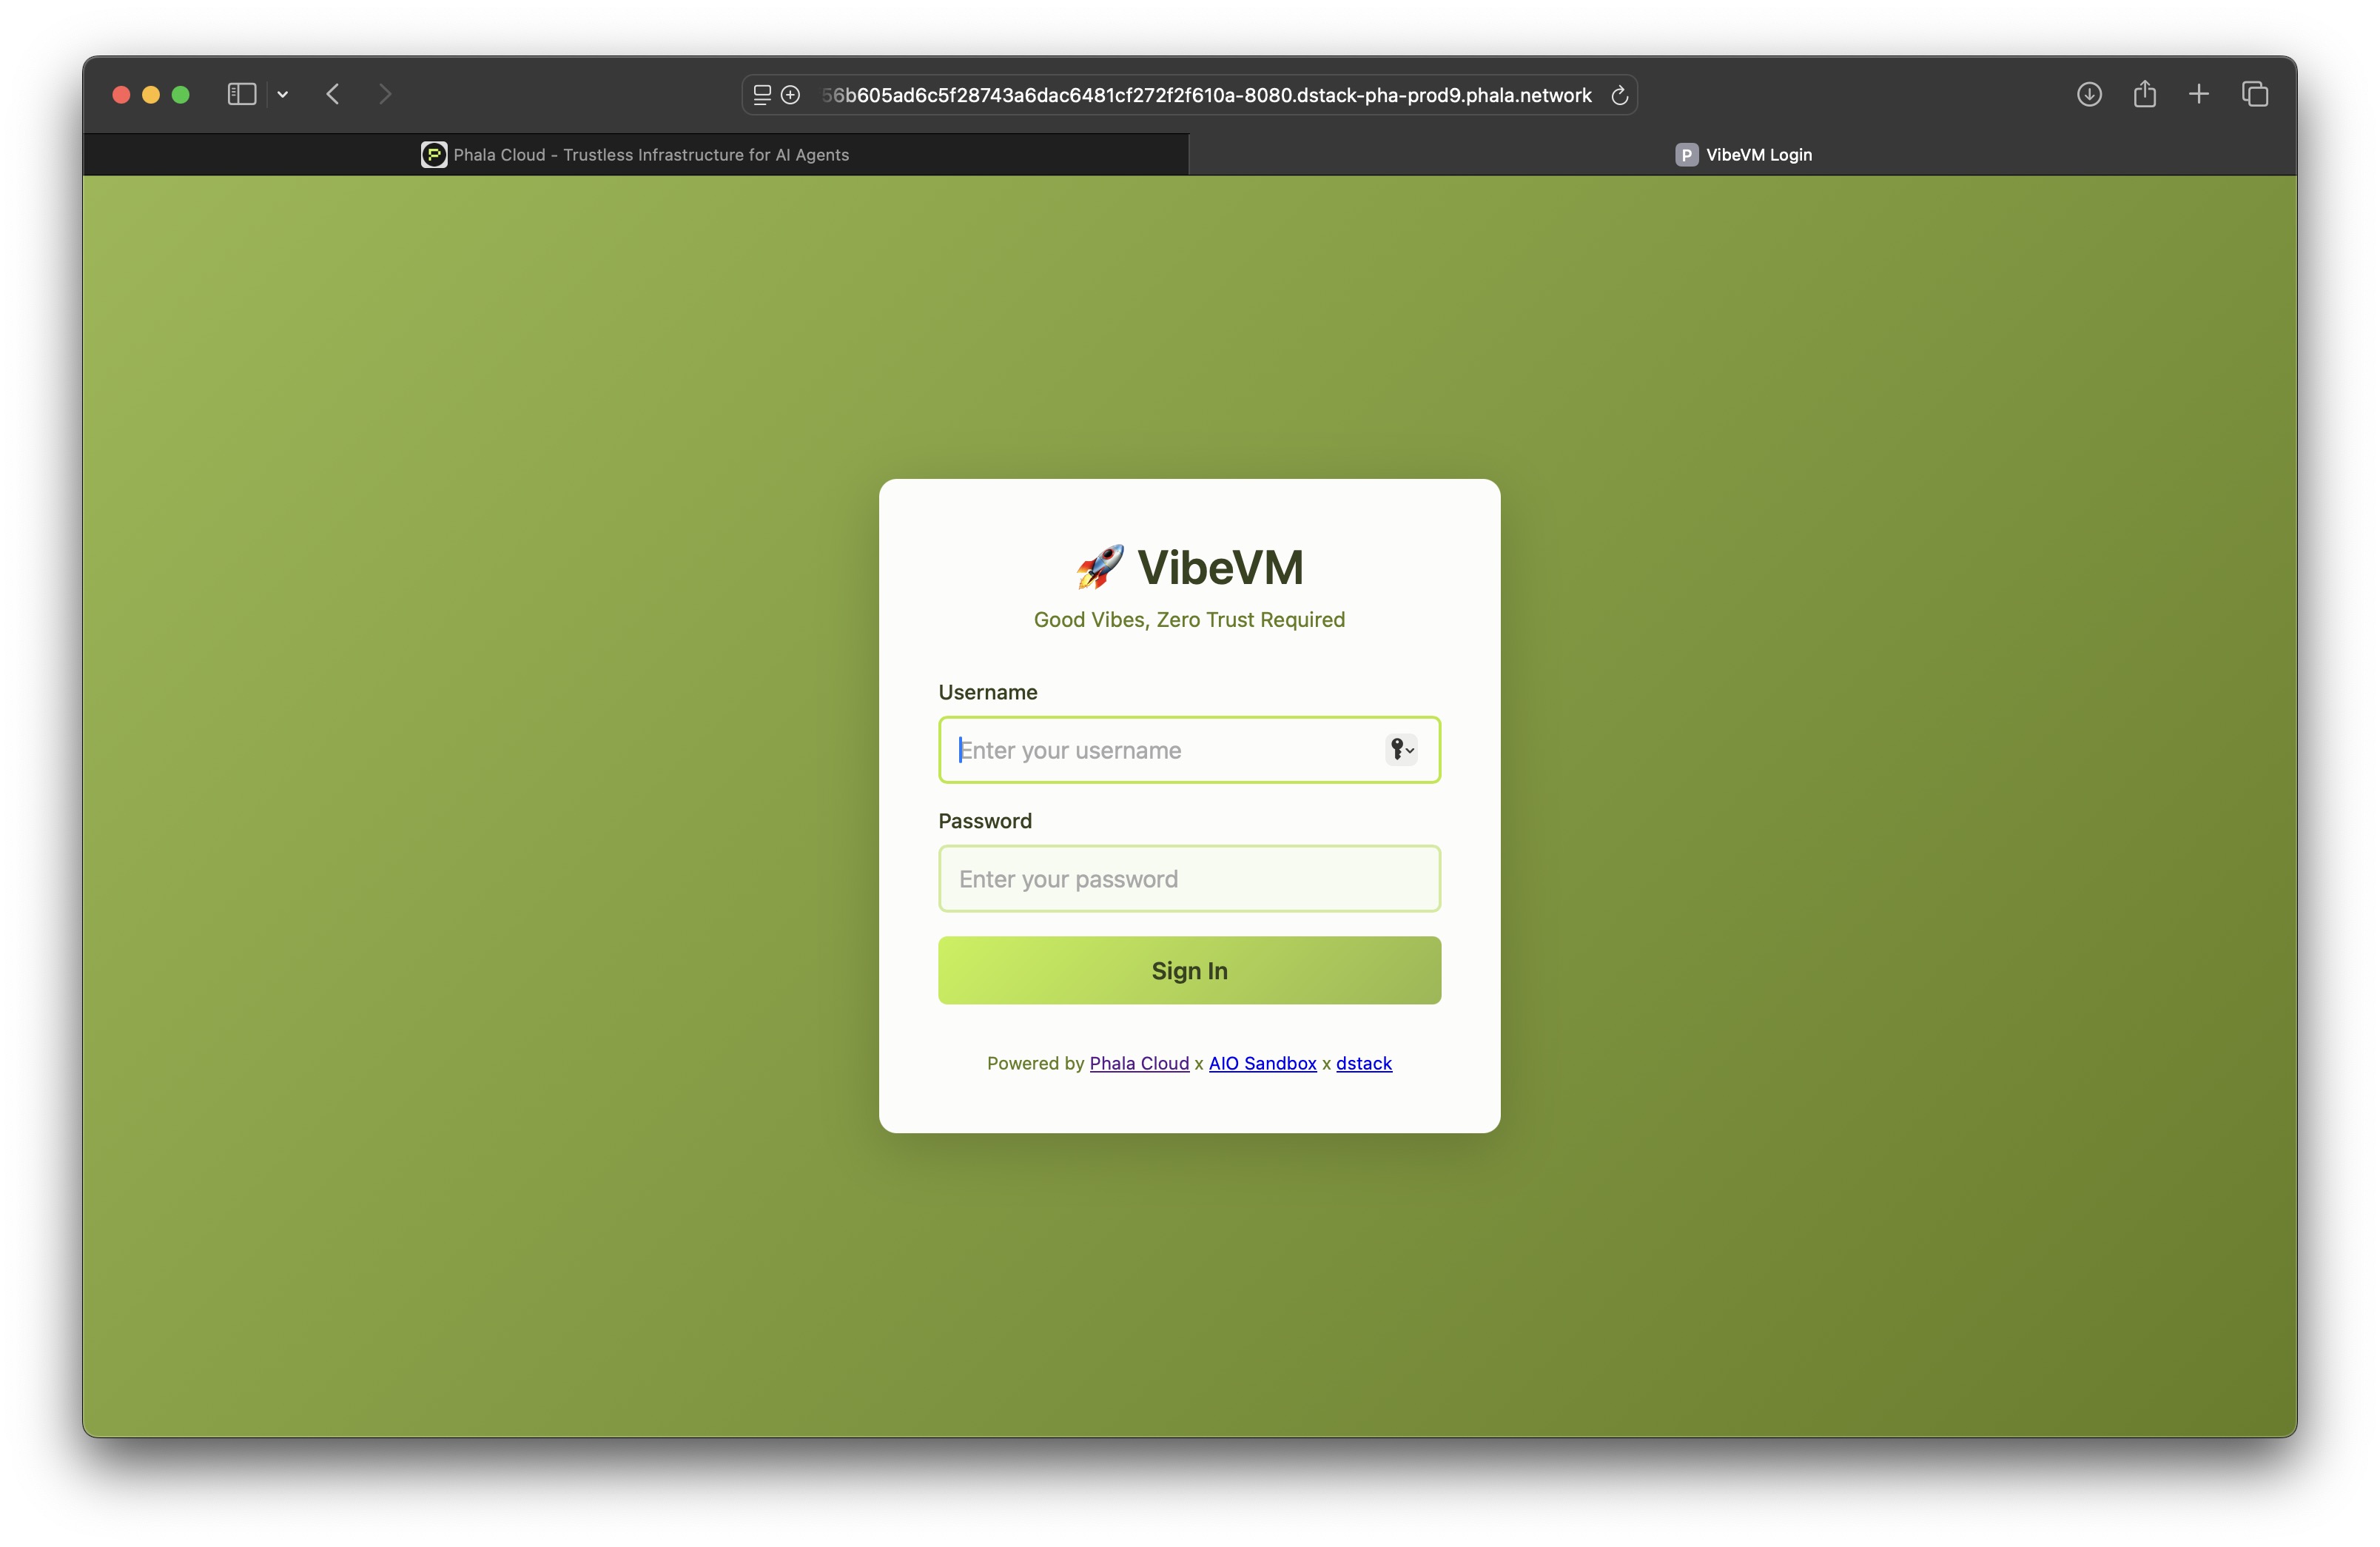 56b605ad6c5f28743a6dac6481cf272f2f610a-8080.dstack-pha-prod9.phala.network
Phala Cloud - Trustless Infrastructure for AI Agents
P VibeVM Login
🚀 VibeVM
Good Vibes, Zero Trust Required
Username
Enter your username
Password
Enter your password
Sign In
Powered by Phala Cloud x AIO Sandbox x dstack